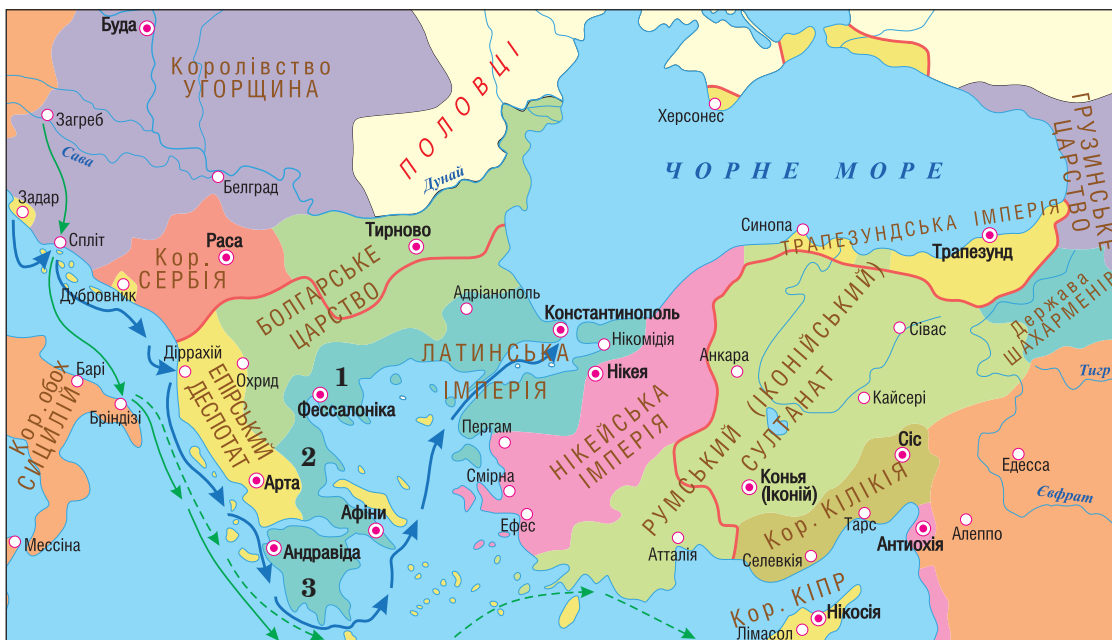 Буда
Королівство
УГОРЩИНА
ПОЛОВЦІ
Загреб
Сава
Белград
Дунай
Херсонес
ЧОРНЕ МОРЕ
ГРУЗИНСЬКЕ
ЦАРСТВО
Задар
Спліт
Раса
Кор.
СЕРБІЯ
Дубровник
Тирново
БОЛГАРСЬКЕ
ЦАРСТВО
Адріанополь
Константинополь
Нікомідія
ЛАТИНСЬКА
ІМПЕРІЯ
Синопа
ТРАПЕЗУНДСЬКА ІМПЕРІЯ
Трапезунд
Держава
ШАХАРМЕНІВ
Діррахій
Охрид
ЕПІРСЬКИЙ
ДЕСПОТАТ
1
Фессалоніка
2
Арта
Афіни
Андравіда
3
Барі
Бріндізі
Кор. обох
СИЦИЛІЙ
Мессіна
Нікея
НІКЕЙСЬКА
ІМПЕРІЯ
Пергам
Смірна
Ефес
Анкара
Сівас
Кайсері
РУМСЬКИЙ (ІКОНІЙСЬКИЙ)
СУЛТАНАТ
Конья
(Іконій)
Атталія
Сіс
Кор. КІЛІКІЯ
Тарс
Селевкія
Антиохія
Алеппо
Едесса
Тигр
Євфрат
Кор. КІПР
Нікосія
Лімасол